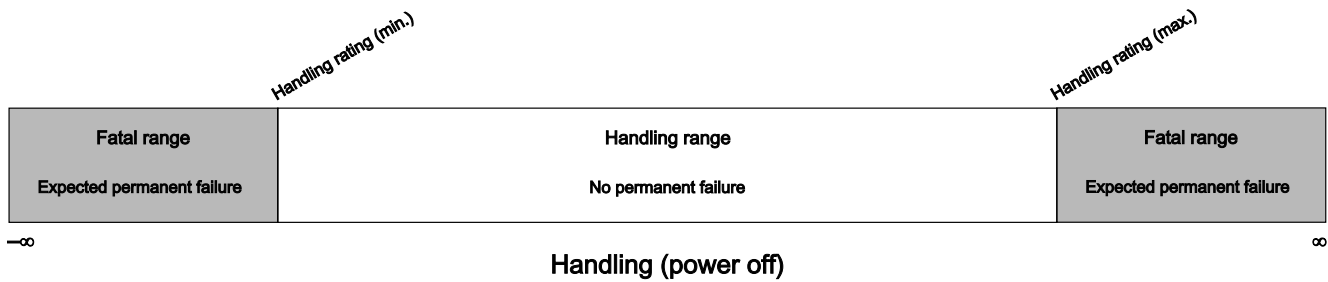 Handling rating (min.)
Handling rating (max.)
Fatal range
Handling range
Fatal range
Expected permanent failure
No permanent failure
Expected permanent failure
–∞
∞
Handling (power off)